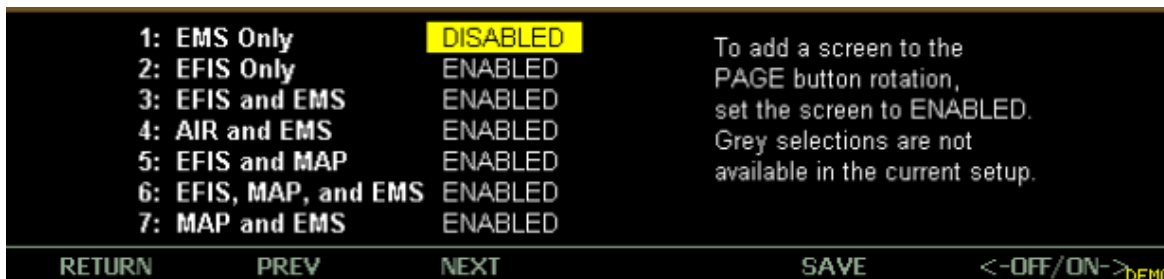 1: EMS Only DISABLED
2: EFIS Only ENABLED
3: EFIS and EMS ENABLED
4: AIR and EMS ENABLED
5: EFIS and MAP ENABLED
6: EFIS, MAP, and EMS ENABLED
7: MAP and EMS ENABLED
To add a screen to the
PAGE button rotation,
set the screen to ENABLED.
Grey selections are not
available in the current setup.
RETURN PREV NEXT SAVE <-OFF/ON->